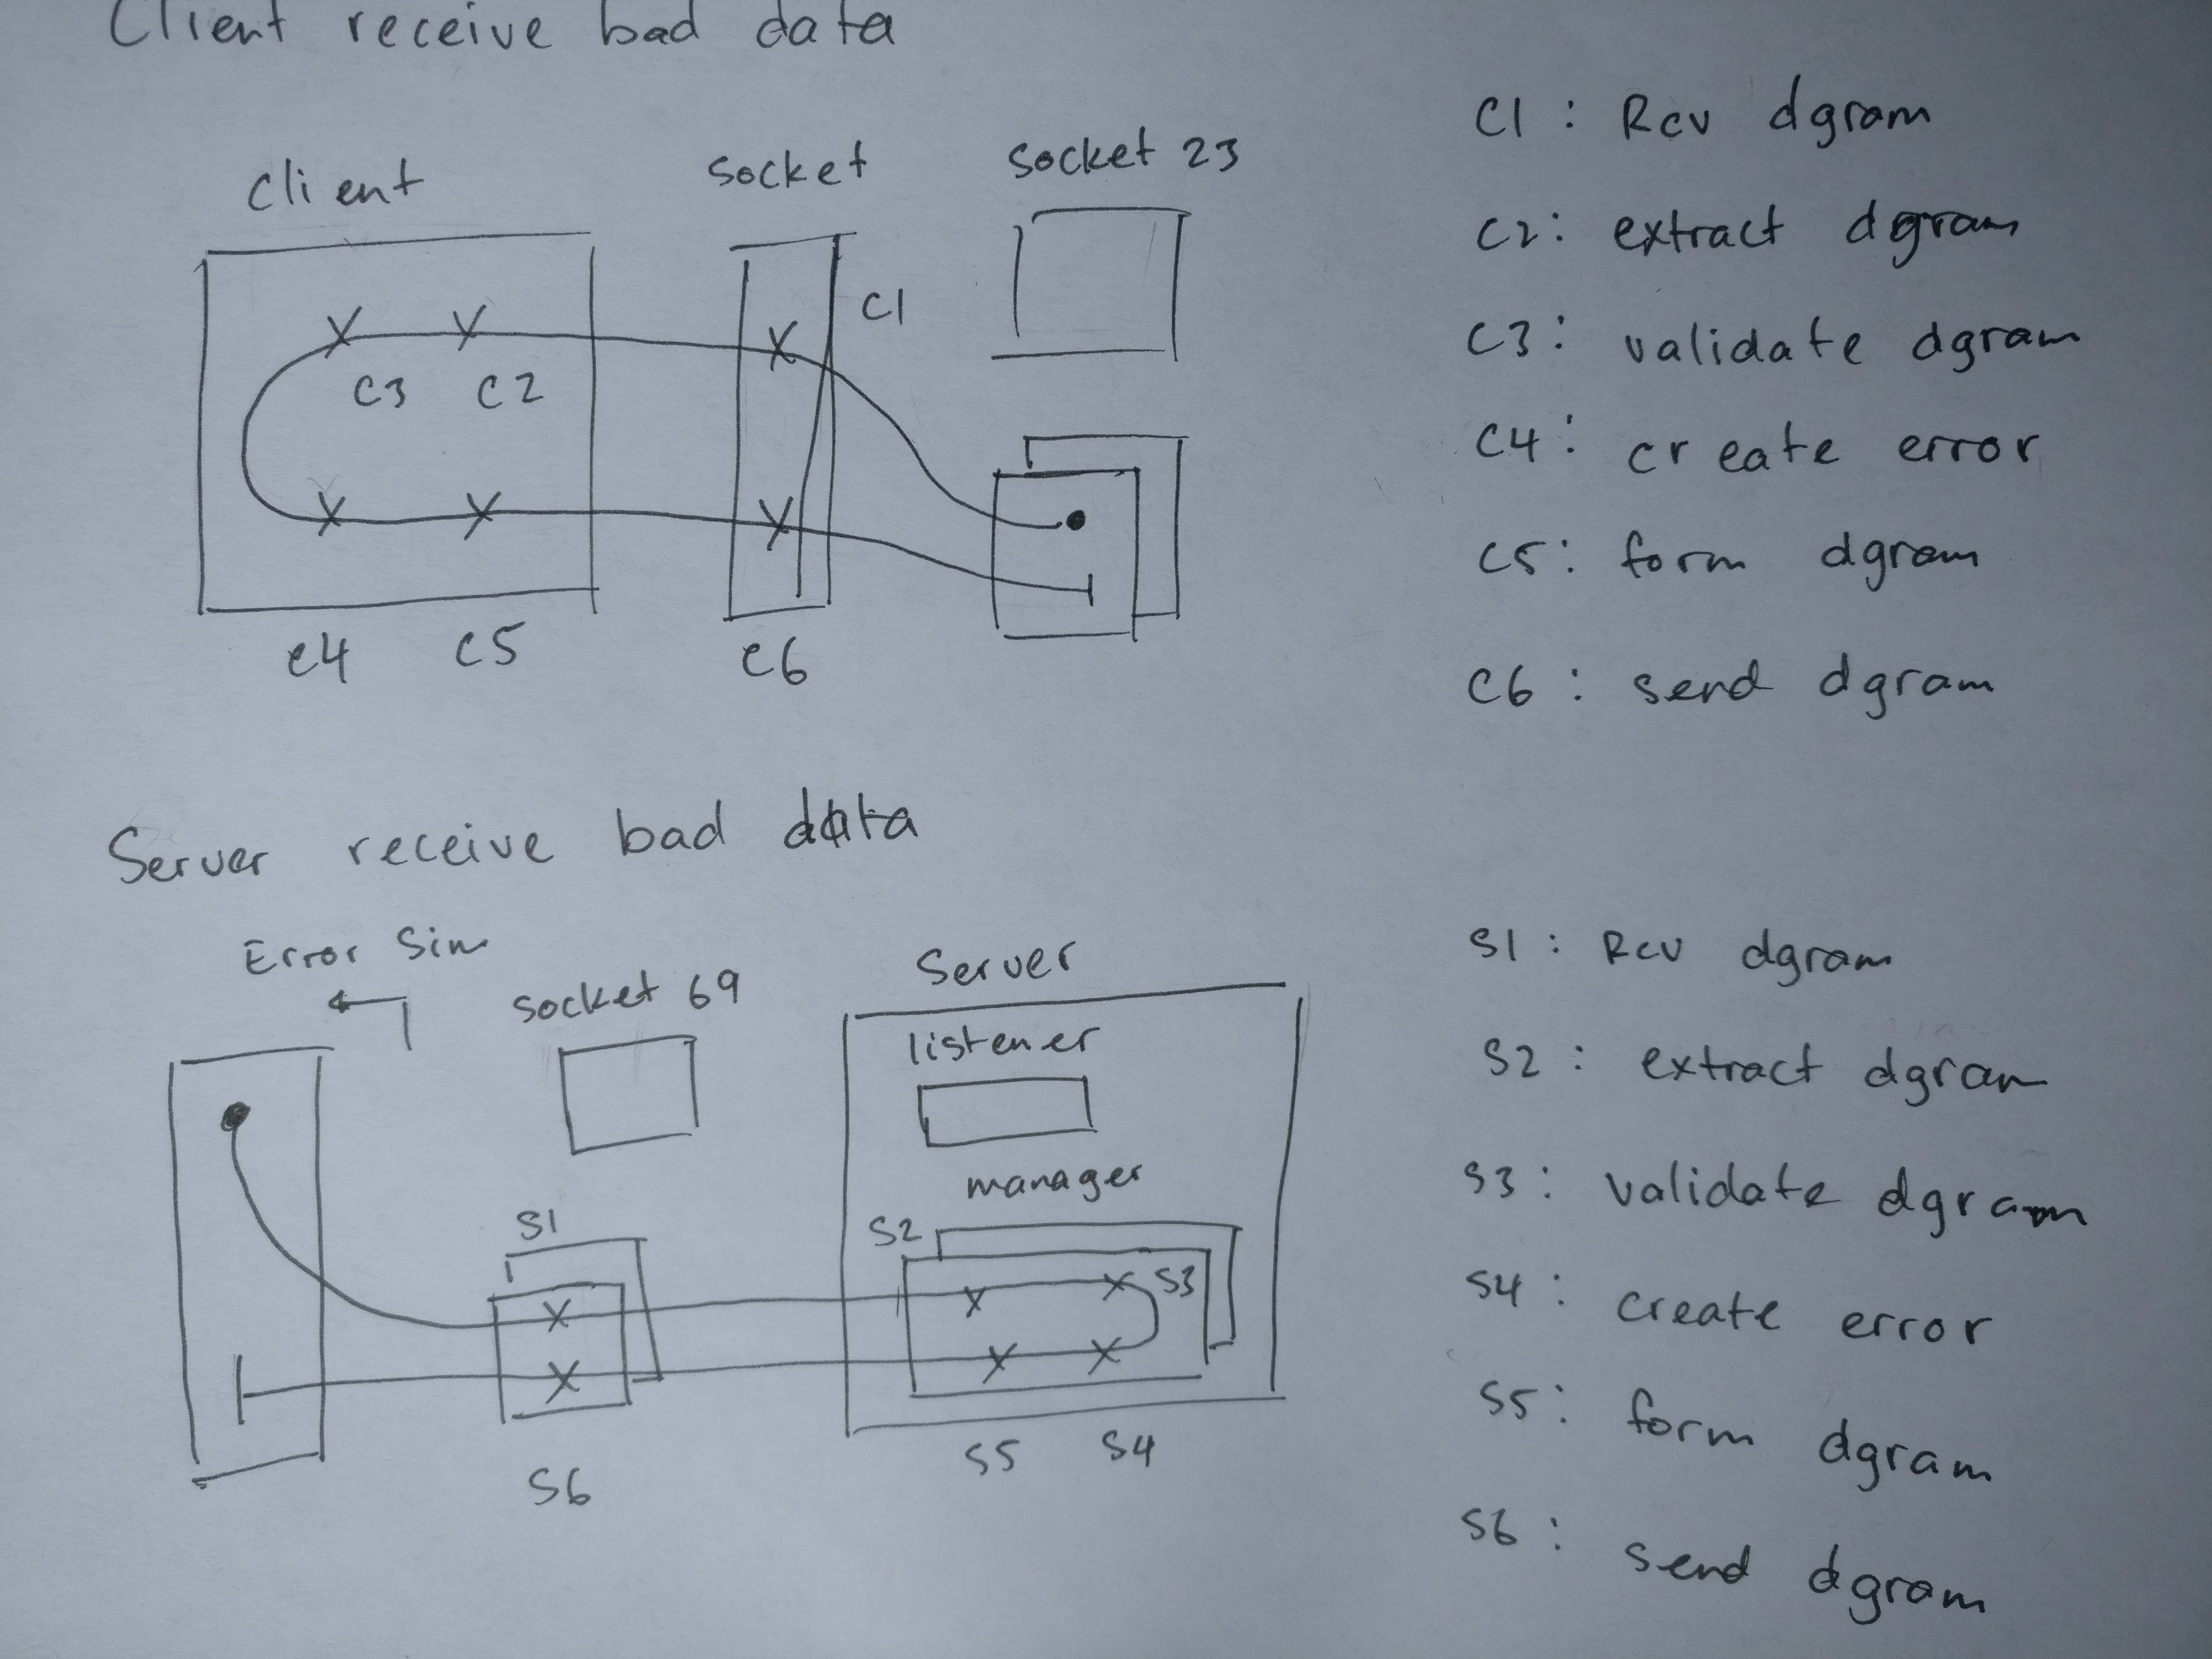 Client receive bad data
client
socket
socket 23
C1
C3 C2
C4 C5
C6
C1 : Rcv dgram
C2: extract dgram
C3: validate dgram
C4: create error
C5: form dgram
C6 : send dgram
Server receive bad data
Error Sim
socket 69
Server
listener
manager
S1
S2
S3
S5 S4
S6
S1 : Rcv dgram
S2 : extract dgram
S3 : validate dgram
S4 : create error
S5 : form dgram
S6 : send dgram